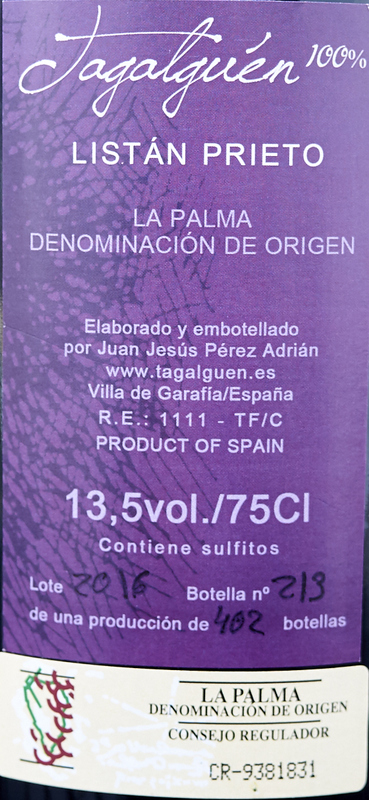 Tagalguén 100%
LISTÁN PRIETO
LA PALMA
DENOMINACIÓN DE ORIGEN
Elaborado y embotellado
por Juan Jesús Pérez Adrián
www.tagalguen.es
Villa de Garafía/España
R.E.: 1111 - TF/C
PRODUCT OF SPAIN
13,5vol./75Cl
Contiene sulfitos
Lote 2016 Botella nº 219
de una producción de 402 botellas
LA PALMA
DENOMINACIÓN DE ORIGEN
CONSEJO REGULADOR
CR-9381831